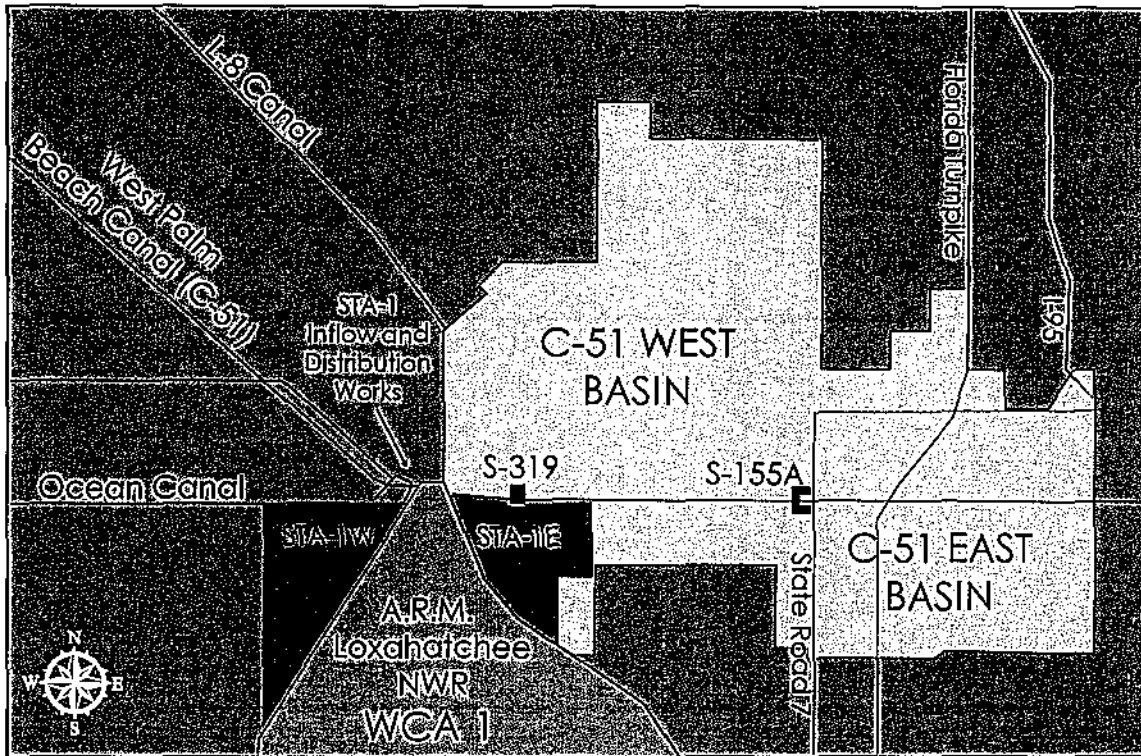 L-8 Canal
West Palm
Beach Canal (C-51)
STA-1
Inflow and
Distribution
Works
Florida Turnpike
I-95
C-51 WEST
BASIN
S-319
S-155A
Ocean Canal
STA-1W
STA-1E
C-51 EAST
BASIN
State Road 7
A.R.M.
Loxahatchee
NWR
WCA 1
N
W
E
S